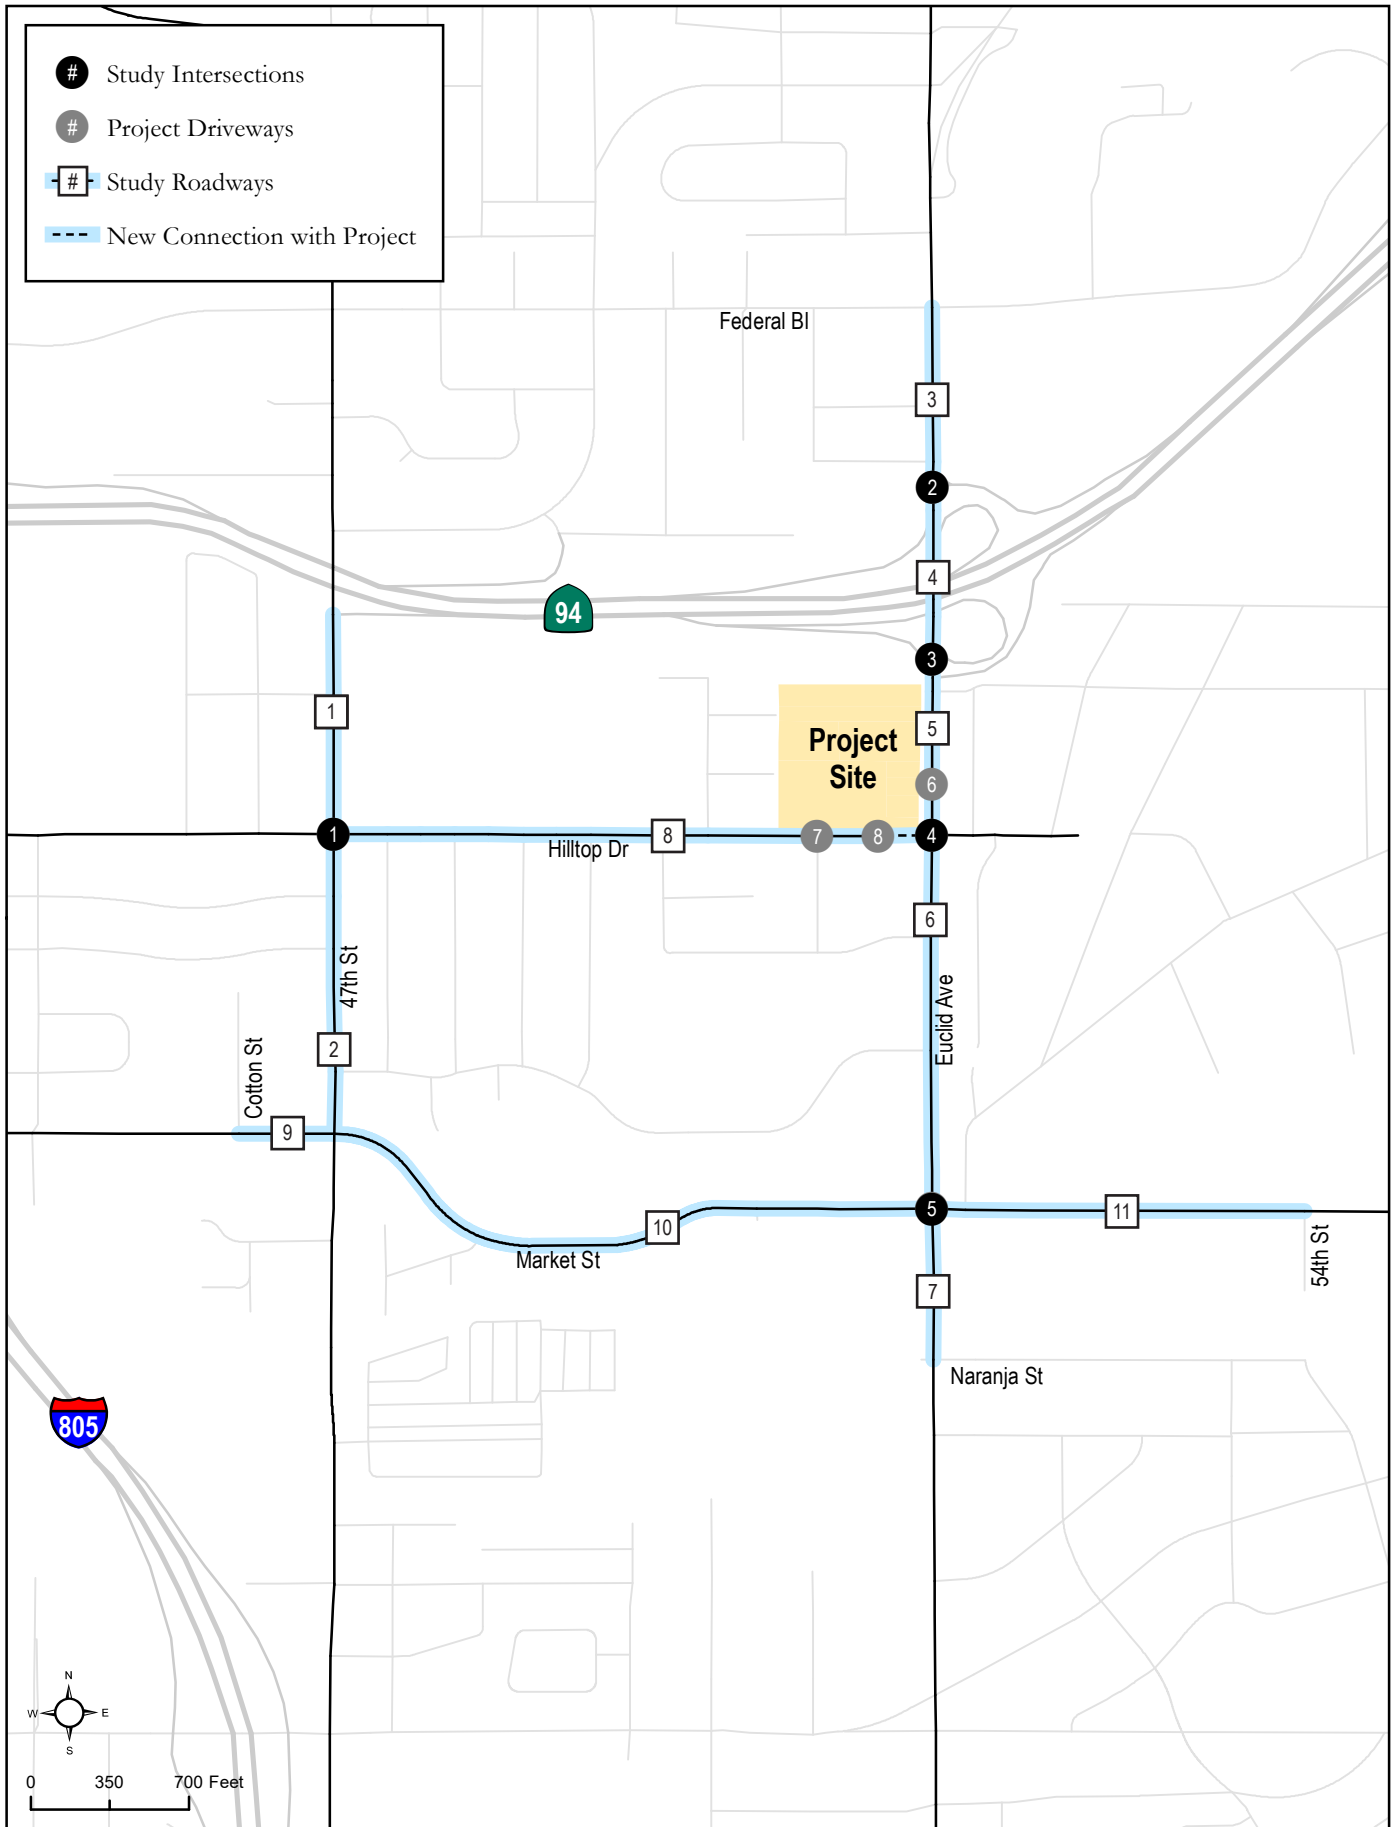 # Study Intersections
# Project Driveways
# Study Roadways
New Connection with Project
Federal Bl
3
2
4
94
3
1
Project
Site
5
6
1
8
7
8
4
Hilltop Dr
6
47th St
Euclid Ave
2
Cotton St
9
5
11
10
Market St
54th St
7
Naranja St
805
N
W
E
S
0 350 700 Feet